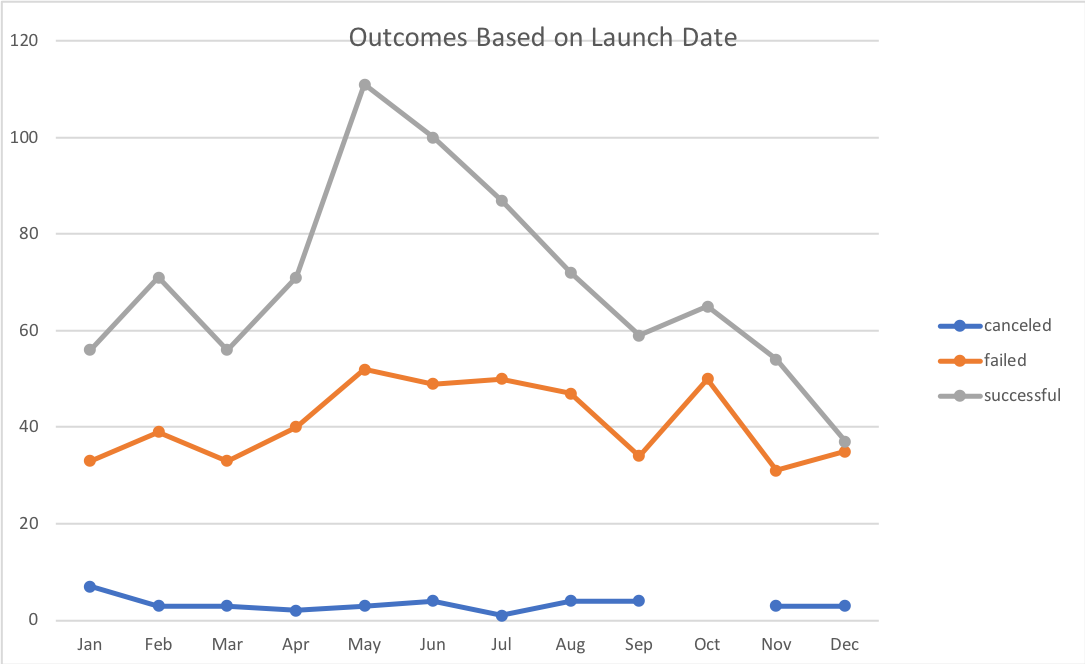 Outcomes Based on Launch Date
120
100
80
60
40
20
0
Jan Feb Mar Apr May Jun Jul Aug Sep Oct Nov Dec
canceled
failed
successful